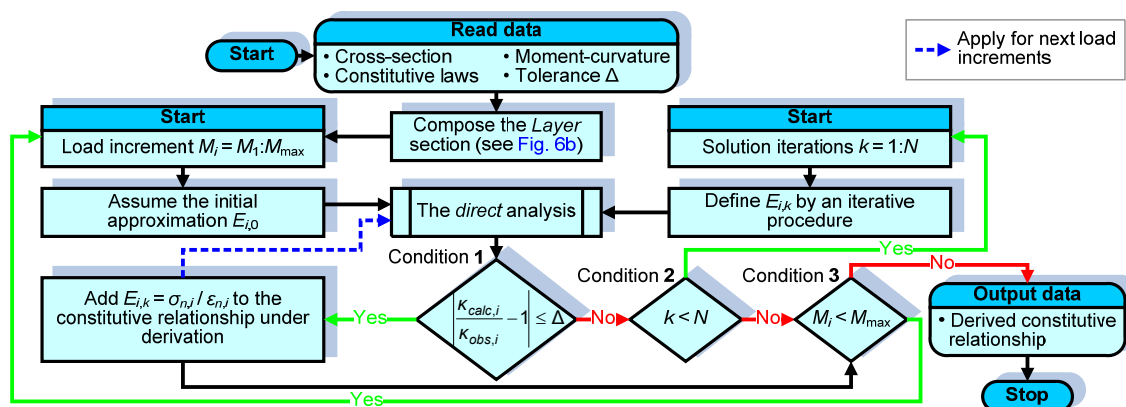 Start
Read data
• Cross–section
• Constitutive laws
• Moment-curvature
• Tolerance Δ
Apply for next load
increments
Start
Load increment Mi = M1:Mmax
Compose the Layer
section (see Fig. 6b)
Start
Solution iterations k = 1:N
Assume the initial
approximation Ei,0
The direct analysis
Define Ei,k by an iterative
procedure
Condition 1
Condition 2
Condition 3
Yes
No
Add Ei,k = σn,i / εn,i to the
constitutive relationship under
derivation
Yes
|κcalc,i / κobs,i − 1| ≤ Δ
No
k < N
No
Mi < Mmax
Output data
• Derived constitutive
relationship
Yes
Stop